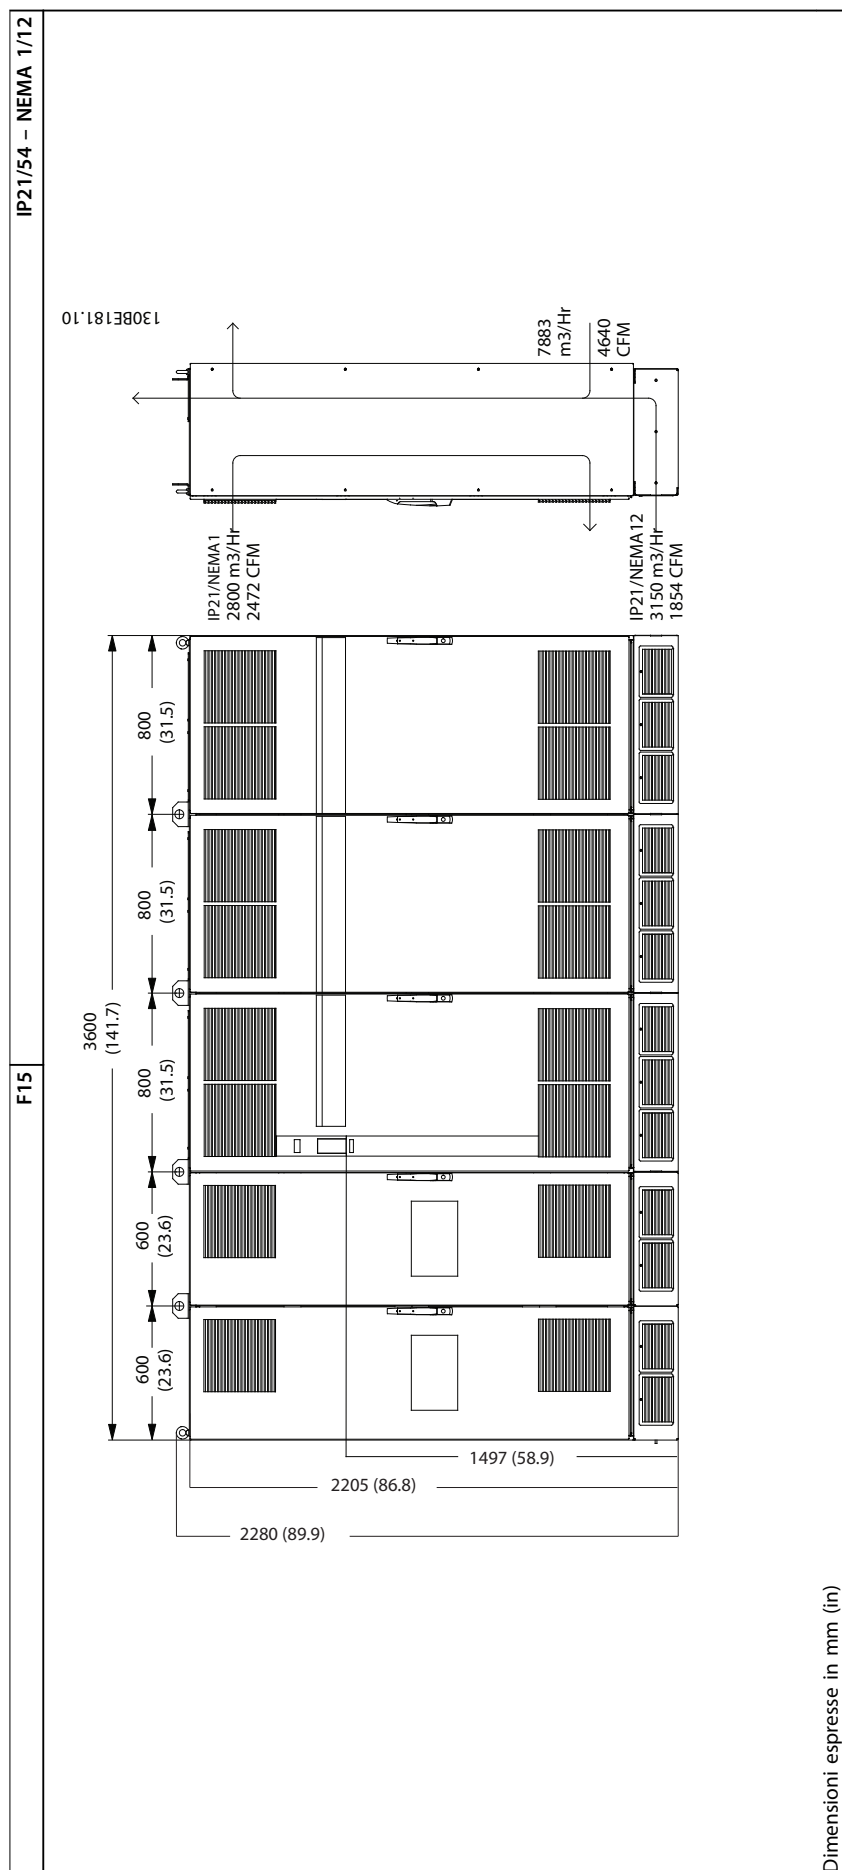 F15
IP21/54 – NEMA 1/12
130BE181.10
3600
(141.7)
600
(23.6)
600
(23.6)
800
(31.5)
800
(31.5)
800
(31.5)
IP21/NEMA1
2800 m3/Hr
2472 CFM
7883
m3/Hr
4640
CFM
IP21/NEMA12
3150 m3/Hr
1854 CFM
1497 (58.9)
2205 (86.8)
2280 (89.9)
Dimensioni espresse in mm (in)